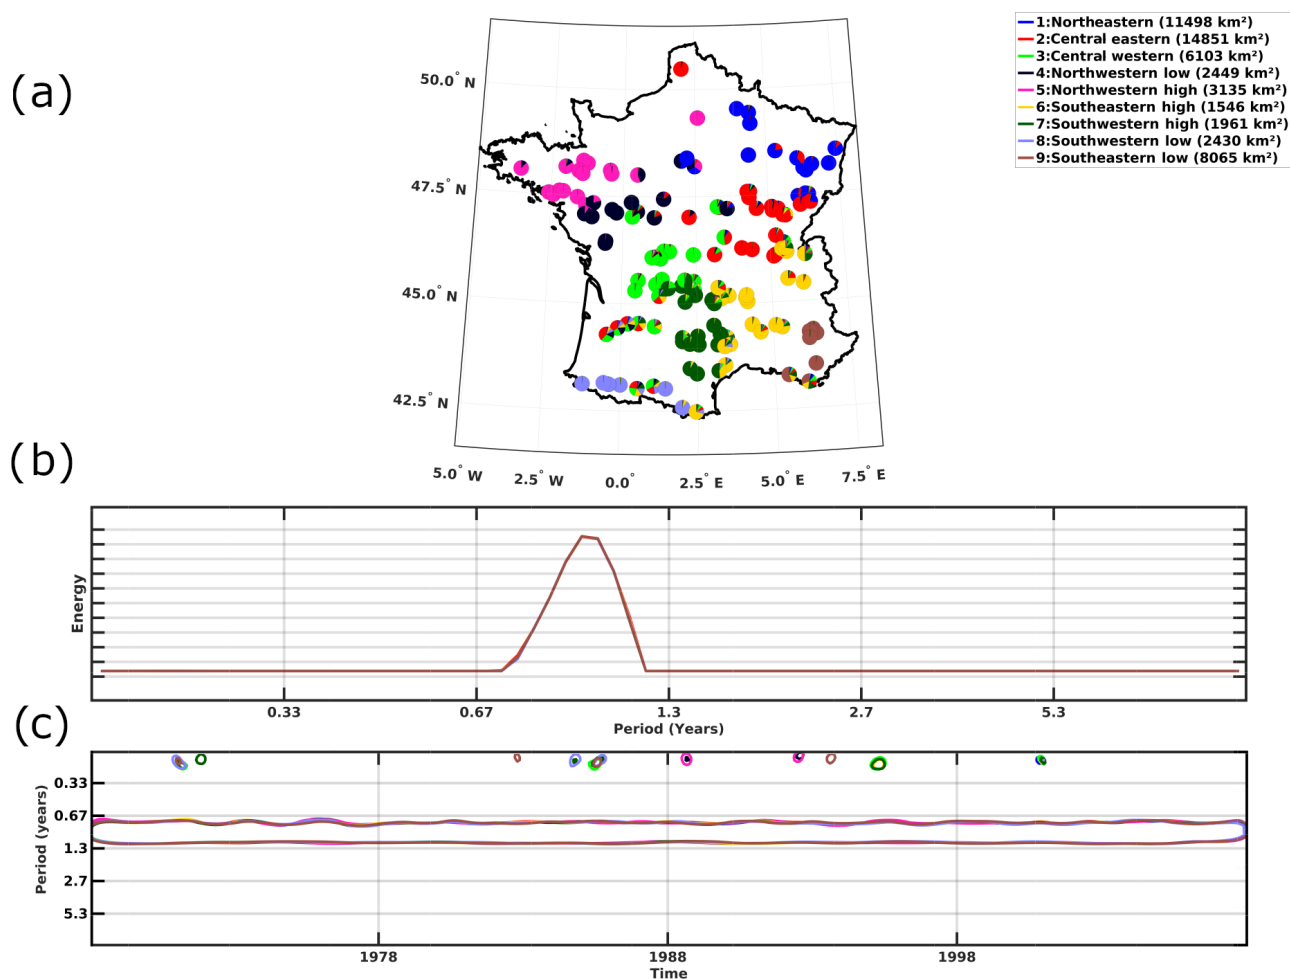 (a)
1:Northeastern (11498 km²)
2:Central eastern (14851 km²)
3:Central western (6103 km²)
4:Northwestern low (2449 km²)
5:Northwestern high (3135 km²)
6:Southeastern high (1546 km²)
7:Southwestern high (1961 km²)
8:Southwestern low (2430 km²)
9:Southeastern low (8065 km²)
50.0° N
47.5° N
45.0° N
42.5° N
5.0° W 2.5° W 0.0° 2.5° E 5.0° E 7.5° E
(b)
Energy
0.33 0.67 1.3 2.7 5.3
Period (Years)
(c)
Period (years)
0.33
0.67
1.3
2.7
5.3
1978 1988 1998
Time